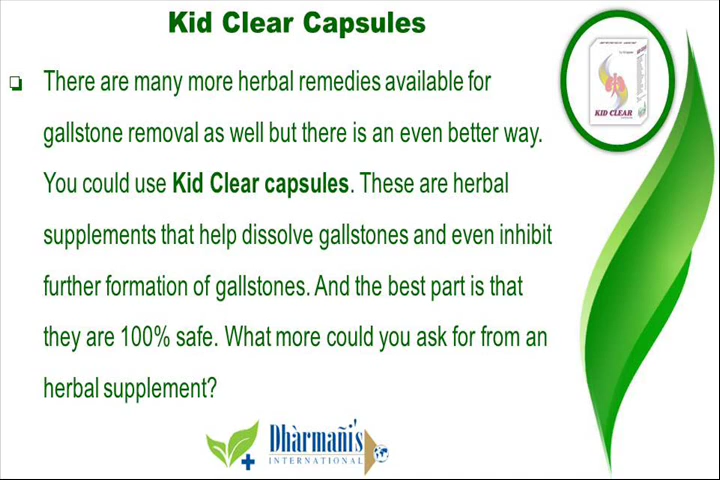 Kid Clear Capsules
❑ There are many more herbal remedies available for
gallstone removal as well but there is an even better way.
You could use Kid Clear capsules. These are herbal
supplements that help dissolve gallstones and even inhibit
further formation of gallstones. And the best part is that
they are 100% safe. What more could you ask for from an
herbal supplement?
KID CLEAR
Dhàrmañi's
INTERNATIONAL